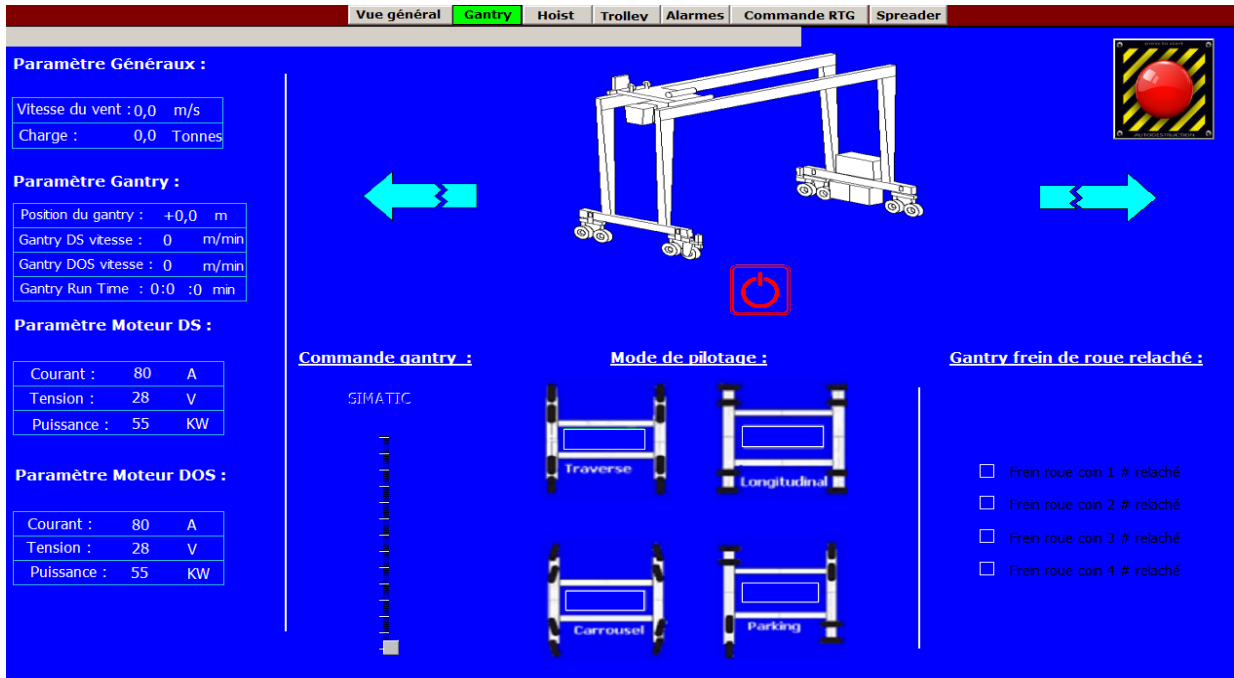 Vue général Gantry Hoist Trolley Alarmes Commande RTG Spreader
Paramètre Généraux :
Vitesse du vent : 0,0 m/s
Charge : 0,0 Tonnes
Paramètre Gantry :
Position du gantry : +0,0 m
Gantry DS vitesse : 0 m/min
Gantry DOS vitesse : 0 m/min
Gantry Run Time : 0:0 :0 min
Paramètre Moteur DS :
Courant : 80 A
Tension : 28 V
Puissance : 55 KW
Paramètre Moteur DOS :
Courant : 80 A
Tension : 28 V
Puissance : 55 KW
AUTODESTRUCTION
Commande gantry :
SIMATIC
Mode de pilotage :
Traverse
Longitudinal
Carrousel
Parking
Gantry frein de roue relaché :
Frein roue coin 1 # relaché
Frein roue coin 2 # relaché
Frein roue coin 3 # relaché
Frein roue coin 4 # relaché